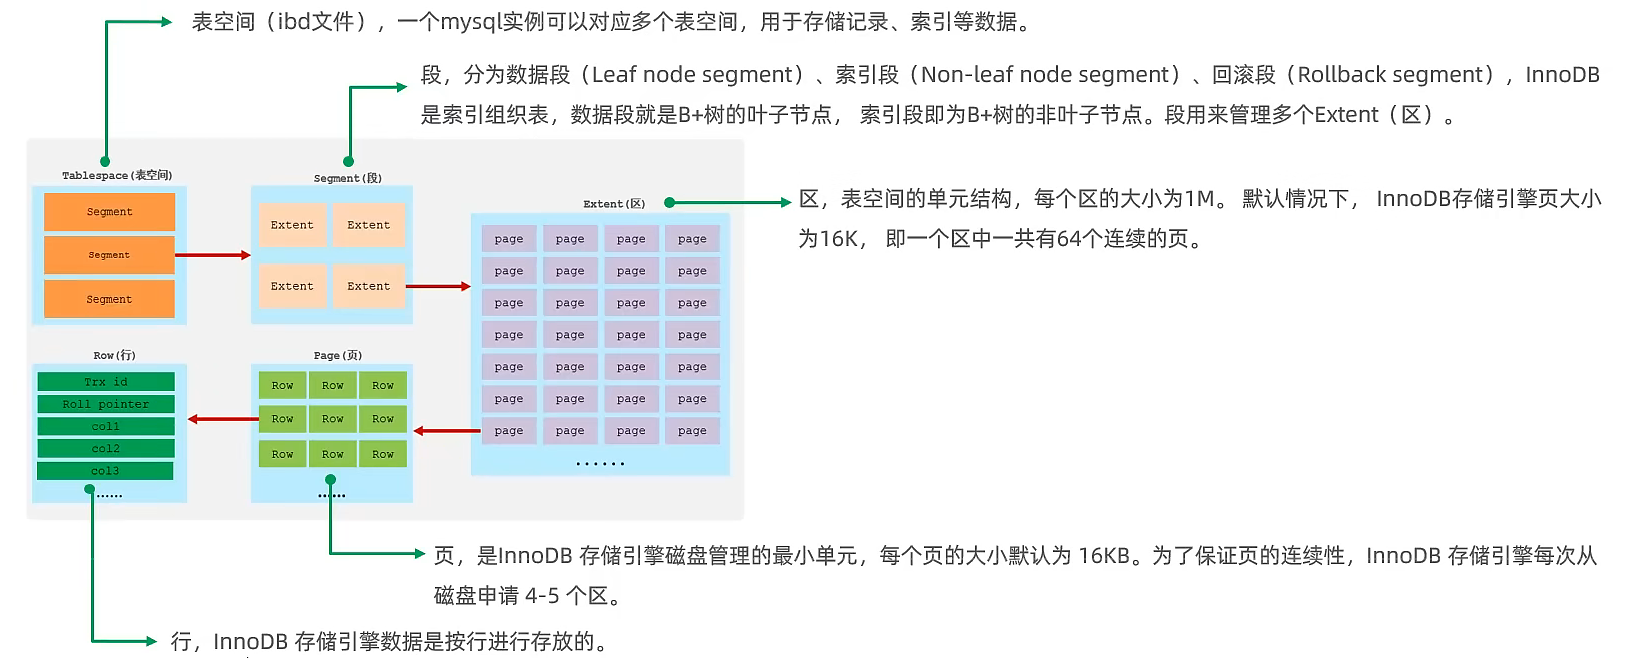 表空间（ibd文件），一个mysql实例可以对应多个表空间，用于存储记录、索引等数据。
段，分为数据段（Leaf node segment）、索引段（Non-leaf node segment）、回滚段（Rollback segment），InnoDB
是索引组织表，数据段就是B+树的叶子节点， 索引段即为B+树的非叶子节点。段用来管理多个Extent（区）。
Tablespace(表空间)
Segment
Segment
Segment
Segment(段)
Extent Extent
Extent Extent
Extent(区)
page page page page
page page page page
page page page page
page page page page
page page page page
page page page page
page page page page
......
区，表空间的单元结构，每个区的大小为1M。 默认情况下， InnoDB存储引擎页大小
为16K， 即一个区中一共有64个连续的页。
Row(行)
Trx id
Roll pointer
col1
col2
col3
......
Page(页)
Row Row Row
Row Row Row
Row Row Row
......
页，是InnoDB 存储引擎磁盘管理的最小单元，每个页的大小默认为 16KB。为了保证页的连续性，InnoDB 存储引擎每次从
磁盘申请 4-5 个区。
行，InnoDB 存储引擎数据是按行进行存放的。